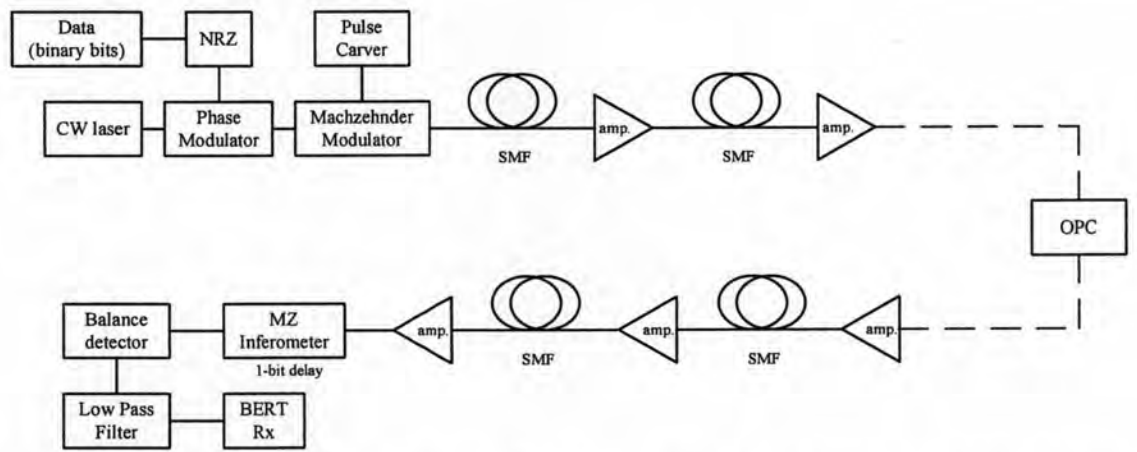 Data
(binary bits)
NRZ
Pulse
Carver
CW laser
Phase
Modulator
Machzehnder
Modulator
SMF
amp.
SMF
amp.
OPC
Balance
detector
MZ
Inferometer
1-bit delay
amp.
SMF
amp.
SMF
amp.
Low Pass
Filter
BERT
Rx